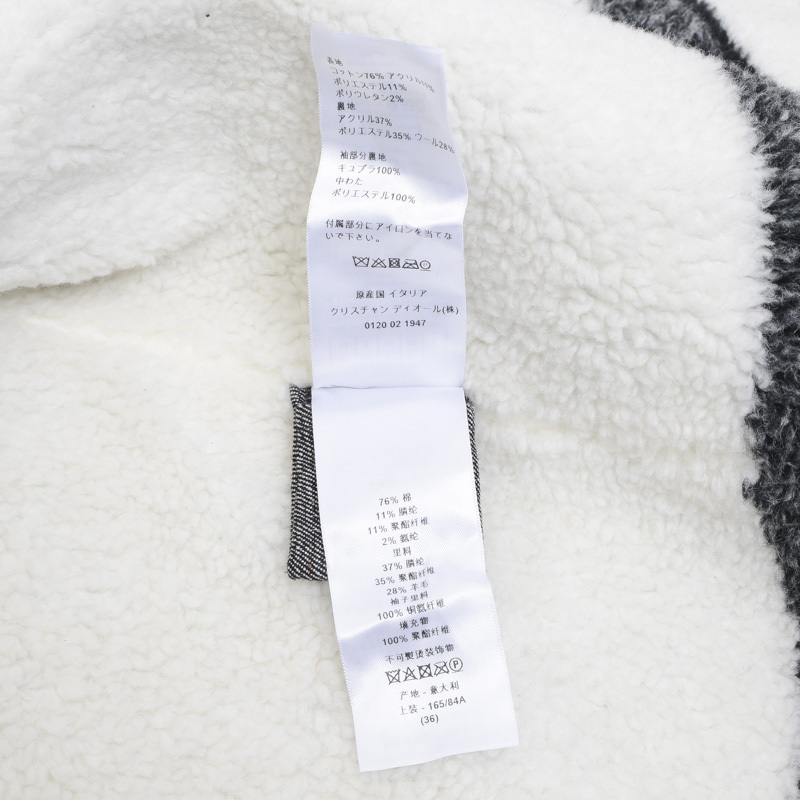 表地
コットン76% アクリル11%
ポリエステル11%
ポリウレタン2%
裏地
アクリル37%
ポリエステル35% ウール28%
袖部分裏地
キュプラ100%
中わた
ポリエステル100%
付属部分にアイロンを当てな
いで下さい。
原産国 イタリア
クリスチャン ディオール(株)
0120 02 1947
76% 棉
11% 腈纶
11% 聚酯纤维
2% 氨纶
里料
37% 腈纶
35% 聚酯纤维
28% 羊毛
袖子里料
100% 铜氨纤维
填充物
100% 聚酯纤维
不可熨烫装饰物
产地 - 意大利
上装 - 165/84A
(36)